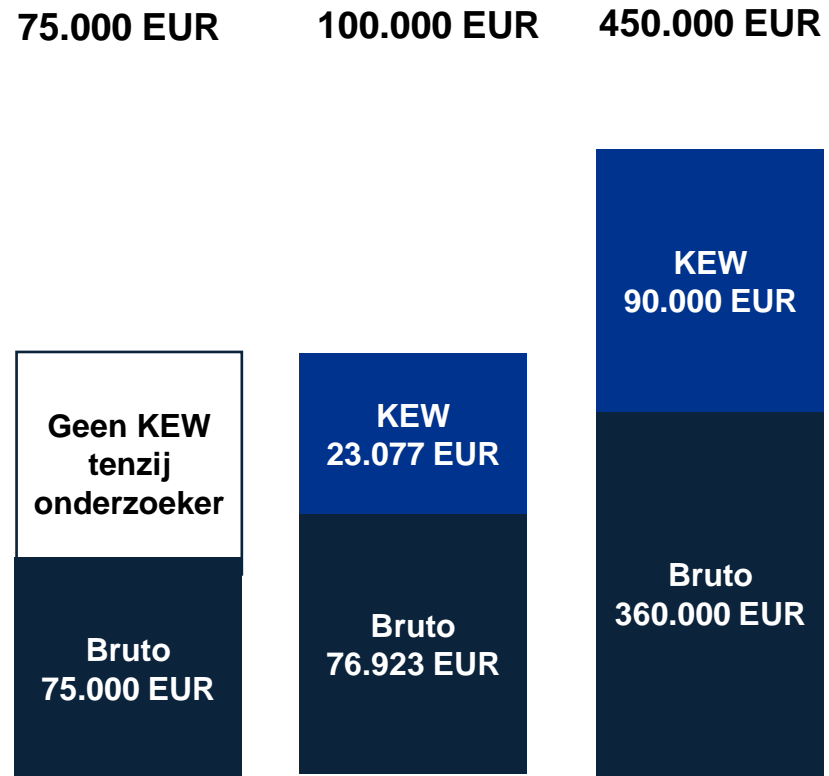 75.000 EUR
100.000 EUR
450.000 EUR
Geen KEW
tenzij
onderzoeker
Bruto
75.000 EUR
KEW
23.077 EUR
Bruto
76.923 EUR
KEW
90.000 EUR
Bruto
360.000 EUR